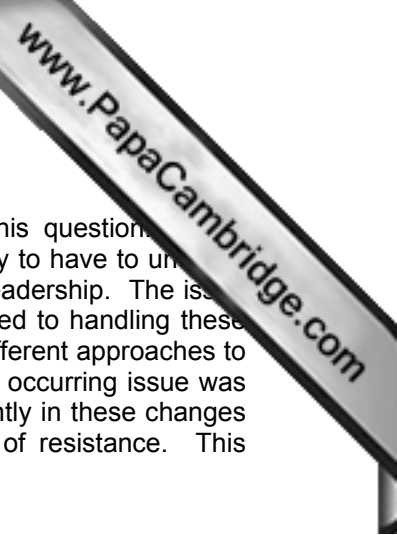 www.PapaCambridge.com
his question
y to have to un
eadership. The iss
ed to handling these
fferent approaches to
occurring issue was
ntly in these changes
of resistance. This